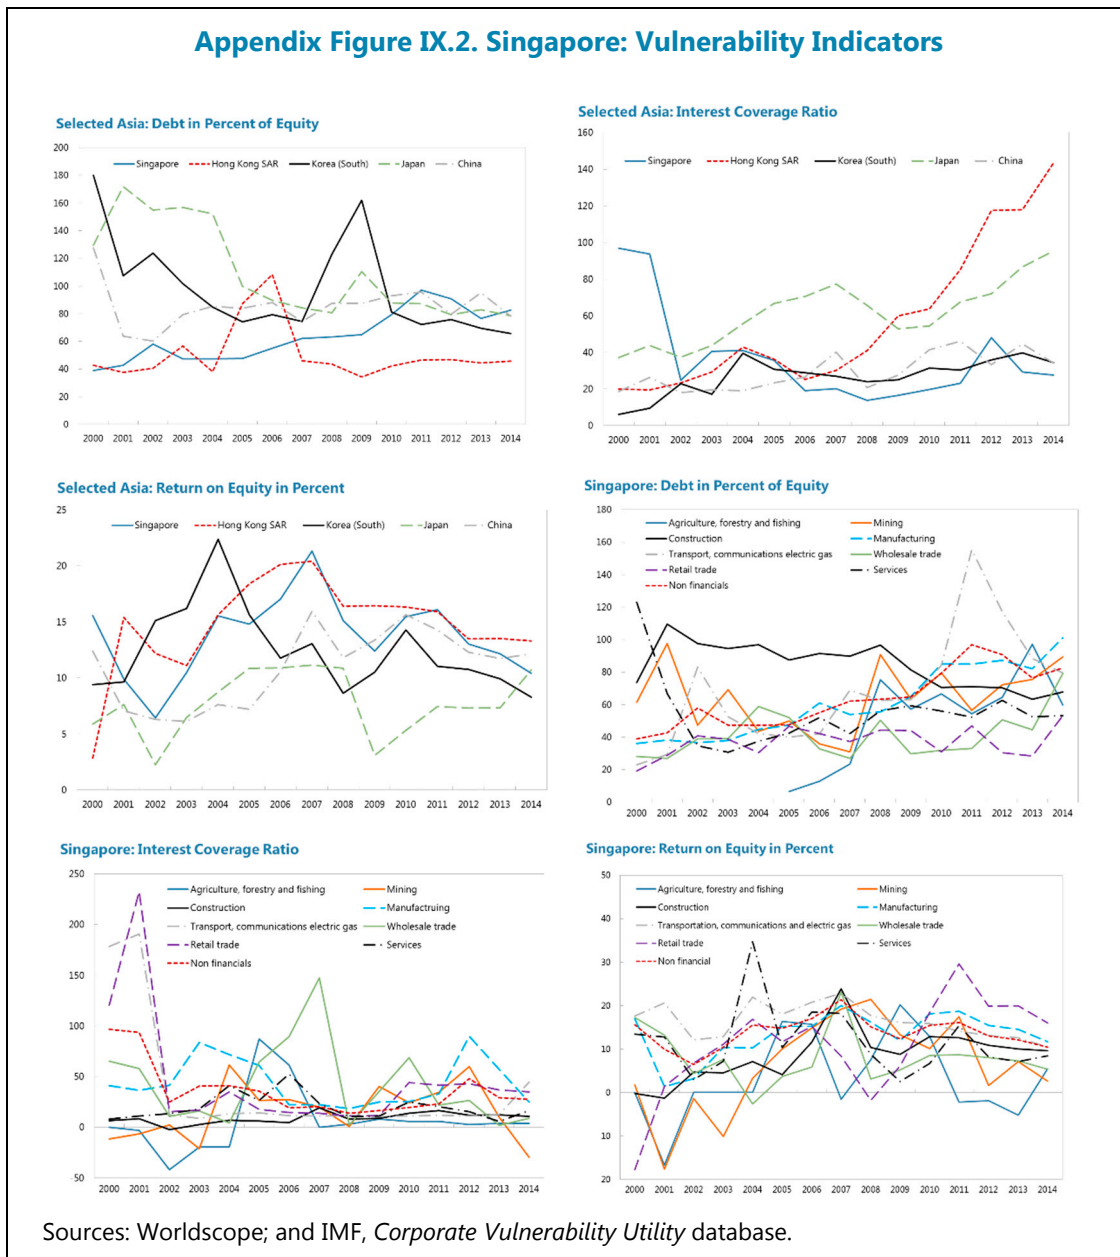 Appendix Figure IX.2. Singapore: Vulnerability Indicators
Selected Asia: Debt in Percent of Equity
200
180
160
140
120
100
80
60
40
20
0
Singapore Hong Kong SAR Korea (South) Japan China
2000 2001 2002 2003 2004 2005 2006 2007 2008 2009 2010 2011 2012 2013 2014
Selected Asia: Interest Coverage Ratio
160
140
120
100
80
60
40
20
0
Singapore Hong Kong SAR Korea (South) Japan China
2000 2001 2002 2003 2004 2005 2006 2007 2008 2009 2010 2011 2012 2013 2014
Selected Asia: Return on Equity in Percent
25
20
15
10
5
0
Singapore Hong Kong SAR Korea (South) Japan China
2000 2001 2002 2003 2004 2005 2006 2007 2008 2009 2010 2011 2012 2013 2014
Singapore: Debt in Percent of Equity
180
160
140
120
100
80
60
40
20
0
Agriculture, forestry and fishing Mining
Construction Manufacturing
Transport, communications electric gas Wholesale trade
Retail trade Services
Non financials
2000 2001 2002 2003 2004 2005 2006 2007 2008 2009 2010 2011 2012 2013 2014
Singapore: Interest Coverage Ratio
250
200
150
100
50
0
-50
Agriculture, forestry and fishing Mining
Construction Manufactruing
Transport, communications electric gas Wholesale trade
Retail trade Services
Non financials
2000 2001 2002 2003 2004 2005 2006 2007 2008 2009 2010 2011 2012 2013 2014
Singapore: Return on Equity in Percent
50
40
30
20
10
0
10
20
Agriculture, forestry and fishing Mining
Construction Manufacturing
Transportation, communications and electric gas Wholesale trade
Retail trade Services
Non financial
2000 2001 2002 2003 2004 2005 2006 2007 2008 2009 2010 2011 2012 2013 2014
Sources: Worldscope; and IMF, Corporate Vulnerability Utility database.